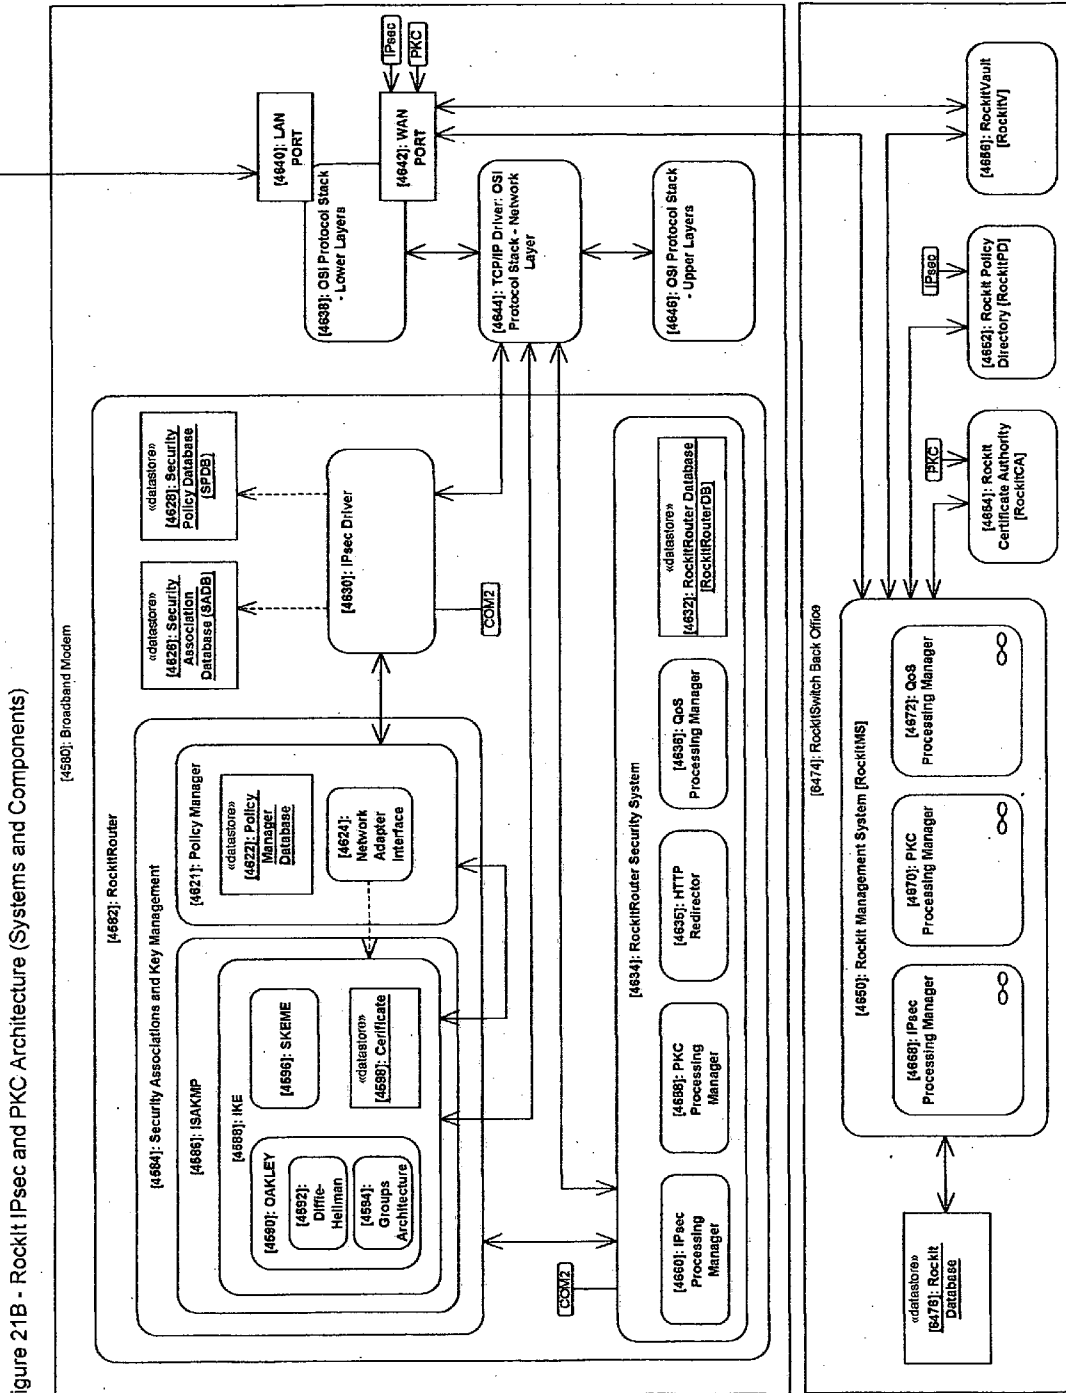 igure 21B - RockIt IPsec and PKC Architecture (Systems and Components)
[4580]: Broadband Modem
[4582]: RockItRouter
[4584]: Security Associations and Key Management
[4586]: ISAKMP
[4588]: IKE
[4590]: OAKLEY
[4592]:
Diffie-
Hellman
[4594]:
Groups
Architecture
[4596]: SKEME
«datastore»
[4598]: Cerificate
[4621]: Policy Manager
«datastore»
[4622]: Policy
Manager
Database
[4624]:
Network
Adapter
Interface
«datastore»
[4626]: Security
Association
Database (SADB)
«datastore»
[4628]: Security
Policy Database
(SPDB)
[4630]: IPsec Driver
COM2
COM2
[4634]: RockitRouter Security System
[4660]: IPsec
Processing
Manager
[4688]: PKC
Processing
Manager
[4635]: HTTP
Redirector
[4636]: QoS
Processing Manager
«datastore»
[4632]: RockitRouter Database
[RockitRouterDB]
[4640]: LAN
PORT
[4642]: WAN
PORT
IPsec
PKC
[4638]: OSI Protocol Stack
- Lower Layers
[4644]: TCP/IP Driver: OSI
Protocol Stack - Network
Layer
[4646]: OSI Protocol Stack
- Upper Layers
[6474]: RockitSwitch Back Office
«datastore»
[6476]: Rockit
Database
[4650]: Rockit Management System [RockitMS]
[4668]: IPsec
Processing Manager
[4670]: PKC
Processing Manager
[4672]: QoS
Processing Manager
PKC
[4654]: Rockit
Certificate Authority
[RockitCA]
IPsec
[4652]: Rockit Policy
Directory [RockitPD]
[4656]: RockitVault
[RockitV]